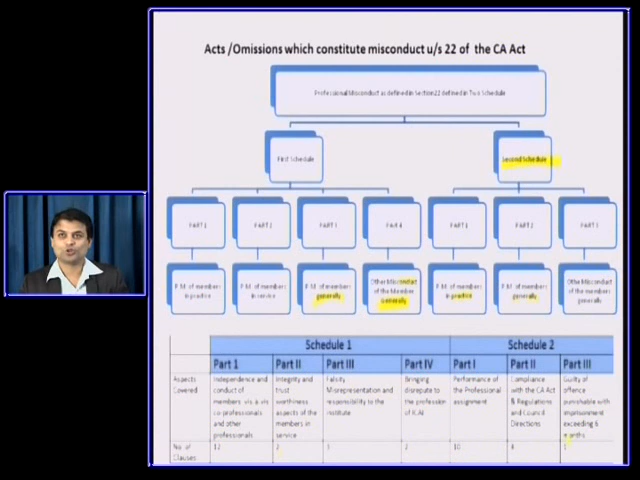 Acts /Omissions which constitute misconduct u/s 22 of the CA Act
Professional Misconduct as defined in Section22 defined in Two Schedule
First Schedule
Second Schedule
PART 1
PART 2
PART 3
PART 4
PART 1
PART 2
PART 3
P.M. of members
in practice
P.M. of members
in service
P.M. of members
generally
Other Misconduct
of the Member
Generally
P.M. of members
in practice
P.M. of members
generally
Othe Misconduct
of the members
generally
Schedule 1
Schedule 2
Part 1
Part II
Part III
Part IV
Part I
Part II
Part III
Aspects
Covered
Independence and
conduct of
members vis à vis
co-professionals
and other
professionals
Integrity and
trust
worthiness
aspects of the
members in
service
Falsity
Misrepresentation and
responsibility to the
institute
Bringing
disrepute to
the profession
of ICAI
Performance of
the Professional
assignment
Compliance
with the CA Act
& Regulations
and Council
Directions
Guilty of
offence
punishable with
imprisonment
exceeding 6
months
No. of
Clauses
12
2
3
2
10
4
1